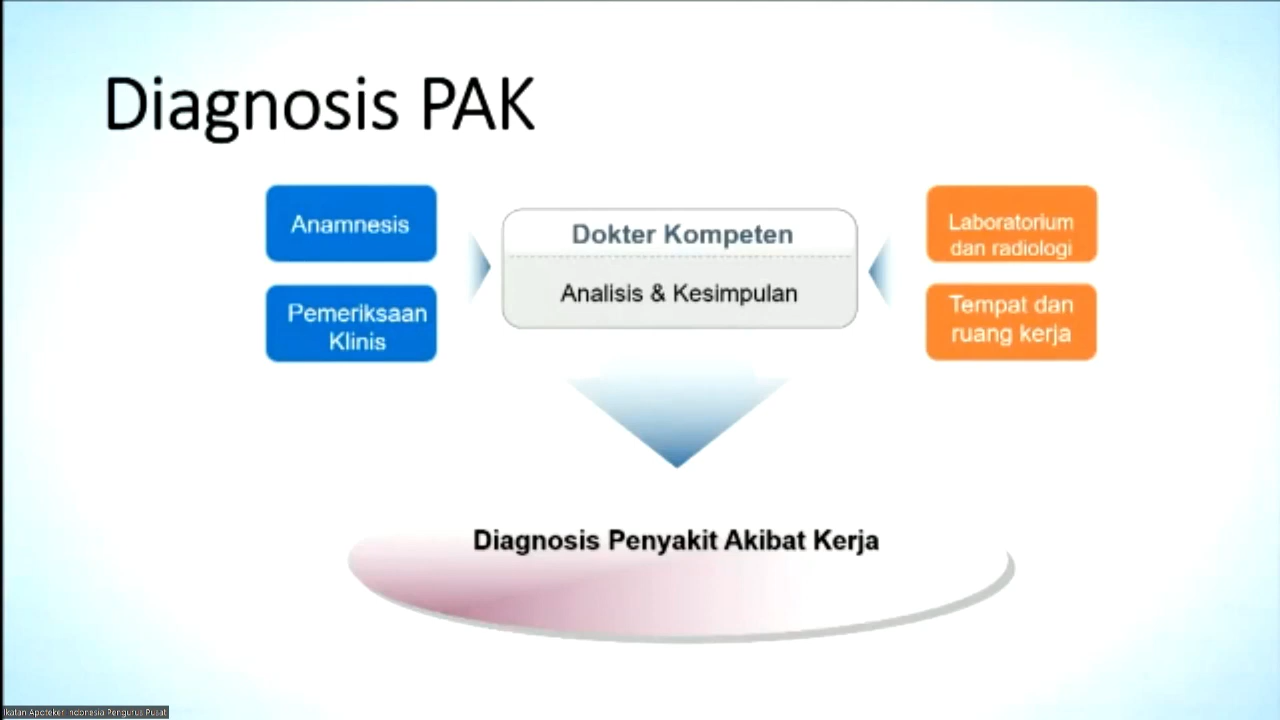 Diagnosis PAK
Anamnesis
Pemeriksaan
Klinis
Dokter Kompeten
Analisis & Kesimpulan
Laboratorium
dan radiologi
Tempat dan
ruang kerja
Diagnosis Penyakit Akibat Kerja
Ikatan Apoteker Indonesia Pengurus Pusat